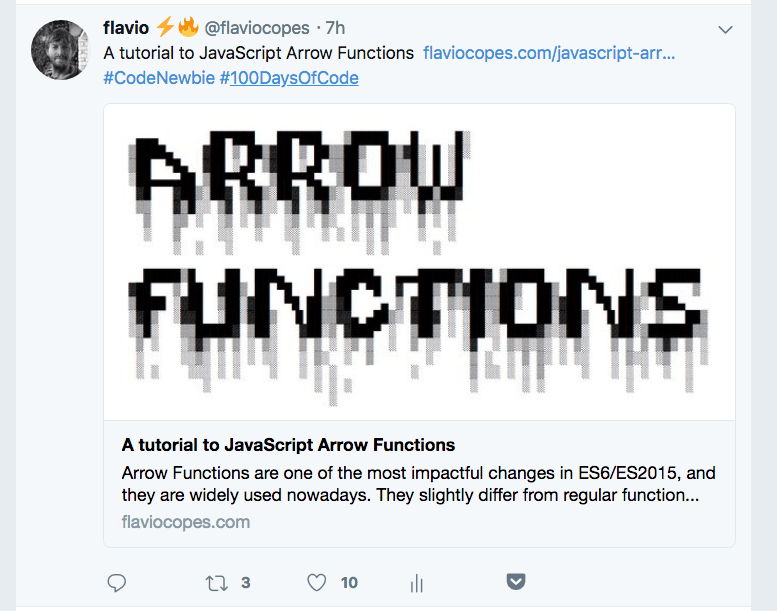 flavio ⚡🔥 @flaviocopes · 7h
A tutorial to JavaScript Arrow Functions flaviocopes.com/javascript-arr...
#CodeNewbie #100DaysOfCode
ARROW
FUNCTIONS
A tutorial to JavaScript Arrow Functions
Arrow Functions are one of the most impactful changes in ES6/ES2015, and
they are widely used nowadays. They slightly differ from regular function...
flaviocopes.com
3 10